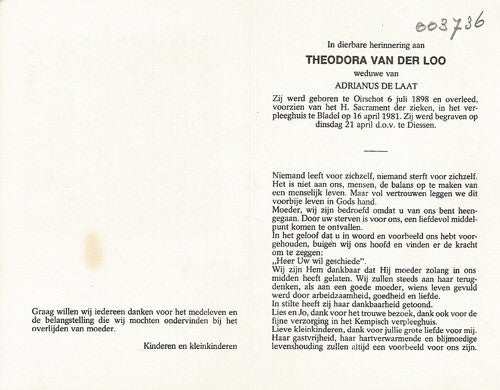 003736
In dierbare herinnering aan
THEODORA VAN DER LOO
weduwe van
ADRIANUS DE LAAT
Zij werd geboren te Oirschot 6 juli 1898 en overleed,
voorzien van het H. Sacrament der zieken, in het ver-
pleeghuis te Bladel op 16 april 1981. Zij werd begraven op
dinsdag 21 april d.o.v. te Diessen.
Niemand leeft voor zichzelf, niemand sterft voor zichzelf.
Het is niet aan ons, mensen, de balans op te maken van
een menselijk leven. Maar vol vertrouwen leggen we dit
voorbije leven in Gods hand.
Moeder, wij zijn bedroefd omdat u van ons bent heen-
gegaan. Door uw sterven is voor ons, een liefdevol middel-
punt komen te ontvallen.
In het geloof dat u in woord en voorbeeld ons hebt voor-
gehouden, buigen wij ons hoofd en vinden er de kracht
om te zeggen:
„Heer Uw wil geschiede".
Wij zijn Hem dankbaar dat Hij moeder zolang in ons
midden heeft gelaten. Wij zullen steeds aan haar terug-
denken, als aan een goede moeder, wiens leven gevuld
werd door arbeidzaamheid, goedheid en liefde.
In stilte heeft zij haar dankbaarheid getoond.
Lies en Jo, dank voor het trouwe bezoek, dank ook voor de
fijne verzorging in het Kempisch verpleeghuis.
Lieve kleinkinderen, dank voor jullie grote liefde voor mij.
Haar gastvrijheid, haar hartverwarmende en blijmoedige
levenshouding zullen altijd een voorbeeld voor ons zijn.
Graag willen wij iedereen danken voor het medeleven en
de belangstelling die wij mochten ondervinden bij het
overlijden van moeder.
Kinderen en kleinkinderen